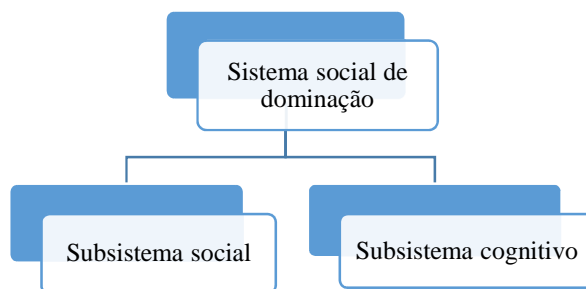 Sistema social de
dominação
Subsistema social
Subsistema cognitivo